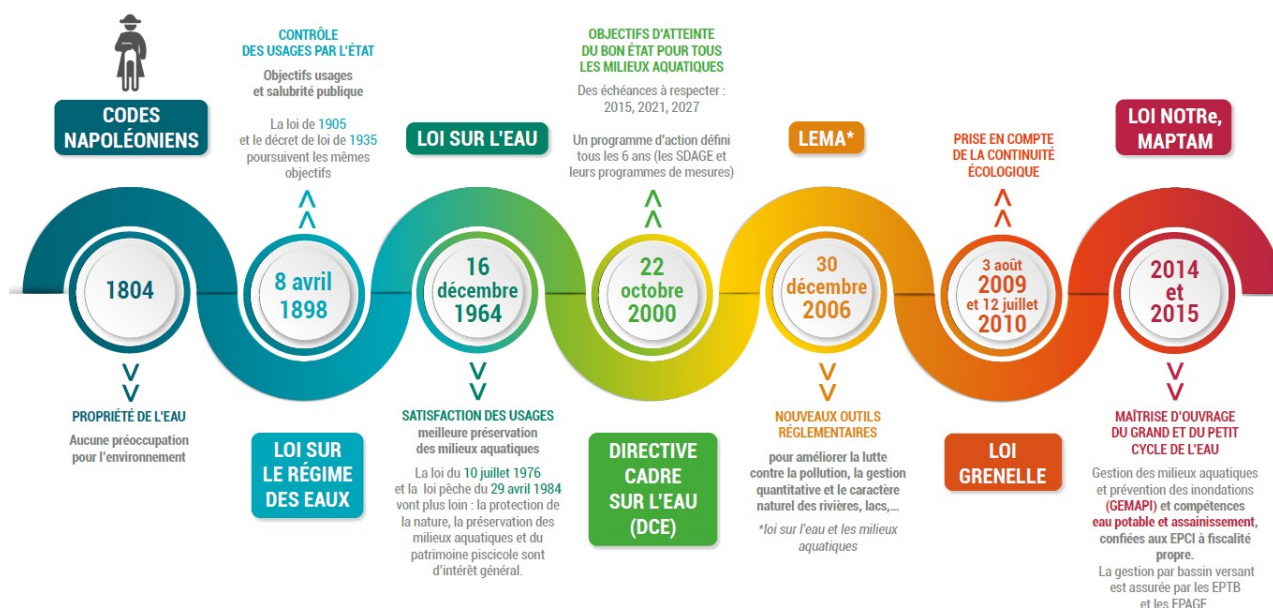 CODES
NAPOLÉONIENS
1804
PROPRIÉTÉ DE L'EAU
Aucune préoccupation
pour l'environnement
CONTRÔLE
DES USAGES PAR L'ÉTAT
Objectifs usages
et salubrité publique
La loi de 1905
et le décret de loi de 1935
poursuivent les mêmes
objectifs
8 avril
1898
LOI SUR
LE RÉGIME
DES EAUX
LOI SUR L'EAU
16
décembre
1964
SATISFACTION DES USAGES
meilleure préservation
des milieux aquatiques
La loi du 10 juillet 1976
et la loi pêche du 29 avril 1984
vont plus loin : la protection de
la nature, la préservation des
milieux aquatiques et du
patrimoine piscicole sont
d'intérêt général.
OBJECTIFS D'ATTEINTE
DU BON ÉTAT POUR TOUS
LES MILIEUX AQUATIQUES
Des échéances à respecter :
2015, 2021, 2027
Un programme d'action défini
tous les 6 ans (les SDAGE et
leurs programmes de mesures)
22
octobre
2000
DIRECTIVE
CADRE
SUR L'EAU
(DCE)
LEMA*
30
décembre
2006
NOUVEAUX OUTILS
RÉGLEMENTAIRES
pour améliorer la lutte
contre la pollution, la gestion
quantitative et le caractère
naturel des rivières, lacs,...
*loi sur l'eau et les milieux
aquatiques
PRISE EN COMPTE
DE LA CONTINUITÉ
ÉCOLOGIQUE
3 août
2009
et 12 juillet
2010
LOI
GRENELLE
LOI NOTRe,
MAPTAM
2014
et
2015
MAÎTRISE D'OUVRAGE
DU GRAND ET DU PETIT
CYCLE DE L'EAU
Gestion des milieux aquatiques
et prévention des inondations
(GEMAPI) et compétences
eau potable et assainissement,
confiées aux EPCI à fiscalité
propre.
La gestion par bassin versant
est assurée par les EPTB
et les EPAGE